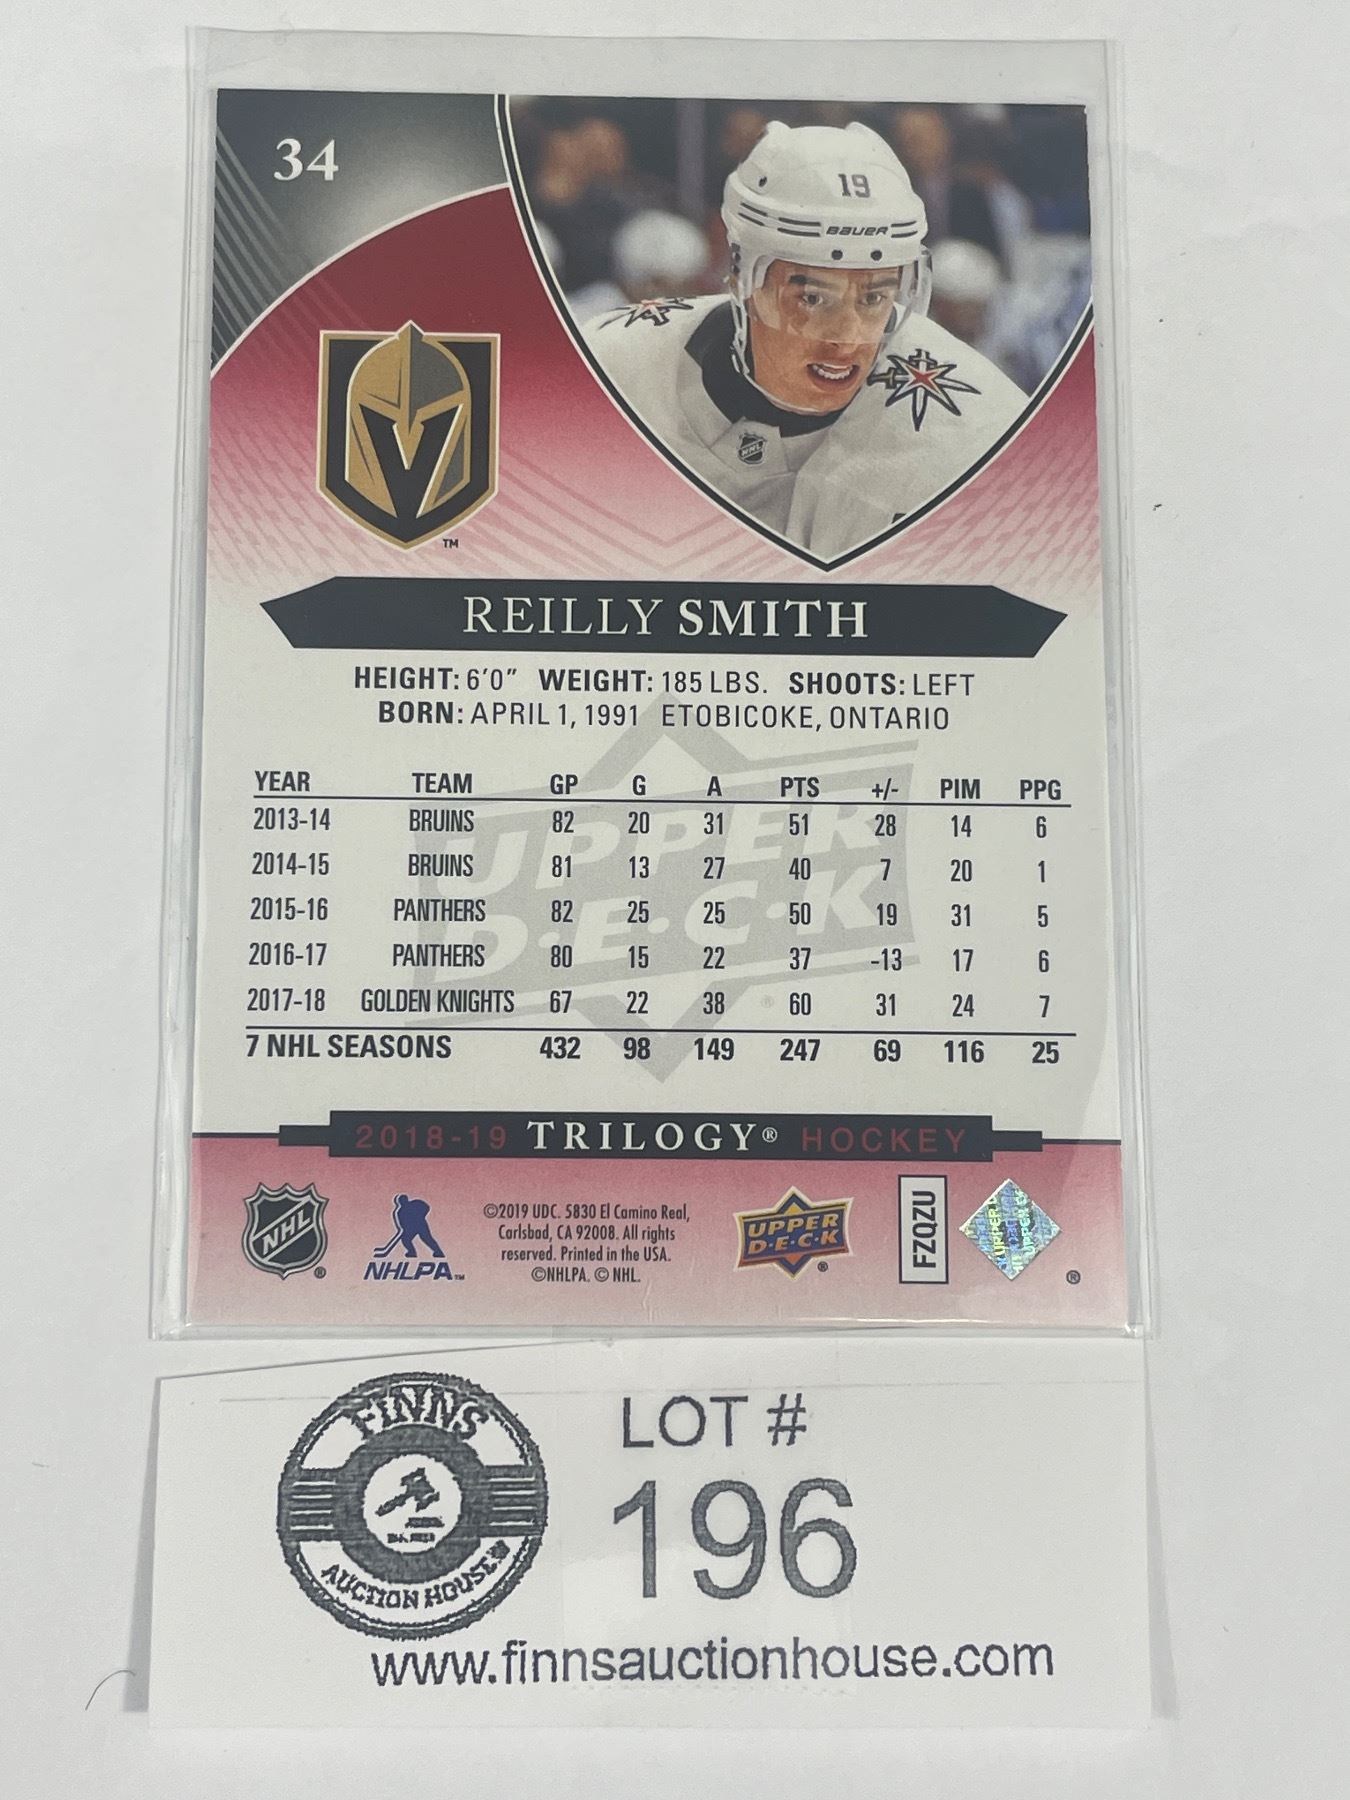 34
19
BAUER
NHL
TM
REILLY SMITH
HEIGHT: 6'0" WEIGHT: 185 LBS. SHOOTS: LEFT
BORN: APRIL 1, 1991 ETOBICOKE, ONTARIO
UPPER
D·E·C·K
®
YEAR TEAM GP G A PTS +/- PIM PPG
2013-14 BRUINS 82 20 31 51 28 14 6
2014-15 BRUINS 81 13 27 40 7 20 1
2015-16 PANTHERS 82 25 25 50 19 31 5
2016-17 PANTHERS 80 15 22 37 -13 17 6
2017-18 GOLDEN KNIGHTS 67 22 38 60 31 24 7
7 NHL SEASONS 432 98 149 247 69 116 25
2018-19 TRILOGY® HOCKEY
NHL ®
NHLPA TM
©2019 UDC. 5830 El Camino Real,
Carlsbad, CA 92008. All rights
reserved. Printed in the USA.
©NHLPA. © NHL.
UPPER
D·E·C·K
®
FZQZU
®
FINNS
AUCTION HOUSE
LOT #
196
www.finnsauctionhouse.com